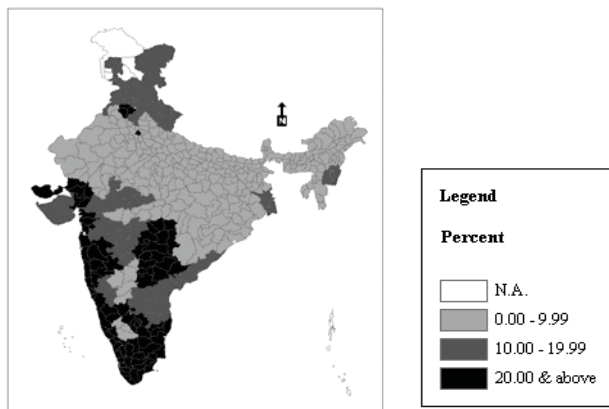 N
Legend
Percent
N.A.
0.00 - 9.99
10.00 - 19.99
20.00 & above